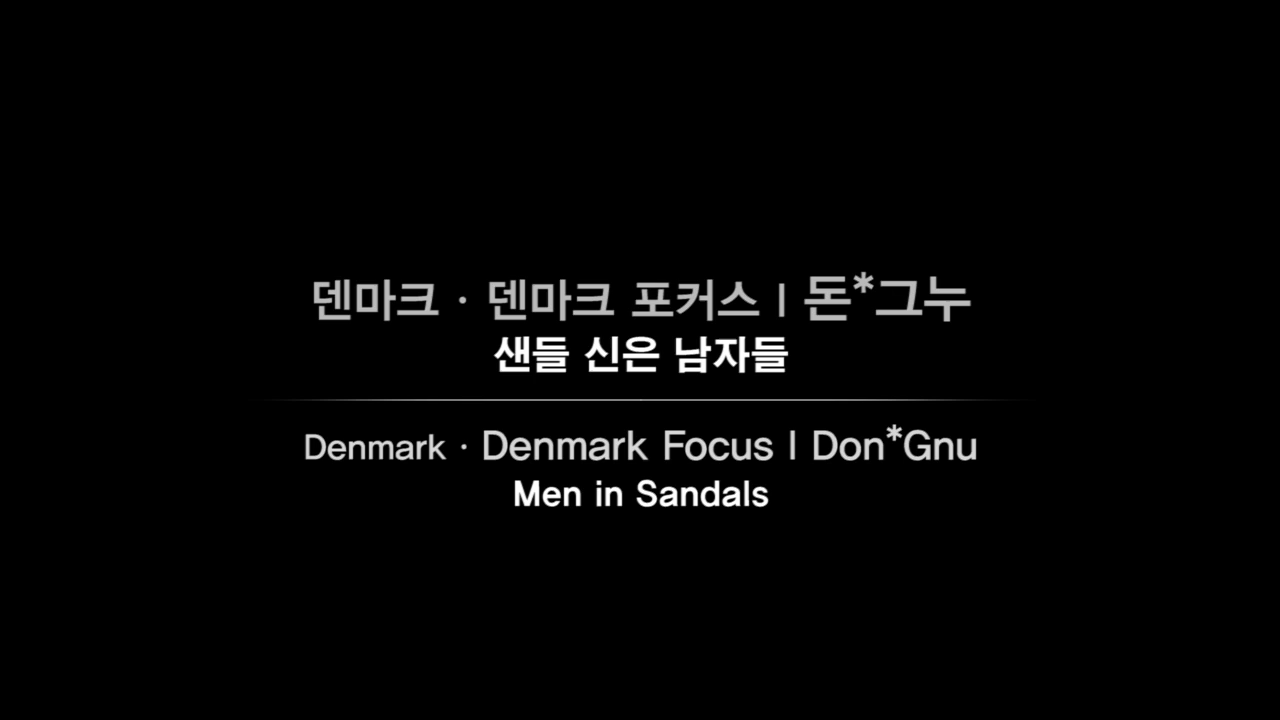 덴마크 · 덴마크 포커스 | 돈*그누
샌들 신은 남자들
Denmark · Denmark Focus | Don*Gnu
Men in Sandals